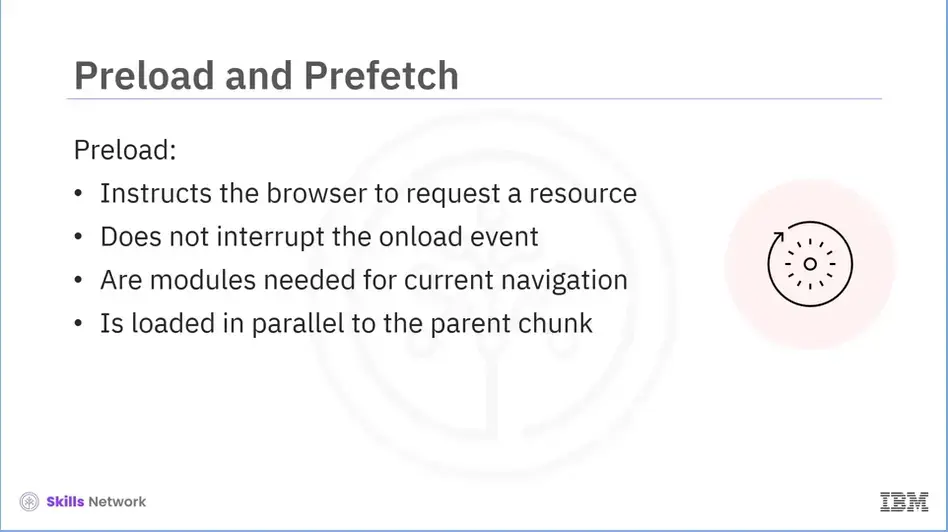 Preload and Prefetch
Preload:
• Instructs the browser to request a resource
• Does not interrupt the onload event
• Are modules needed for current navigation
• Is loaded in parallel to the parent chunk
Skills Network
IBM